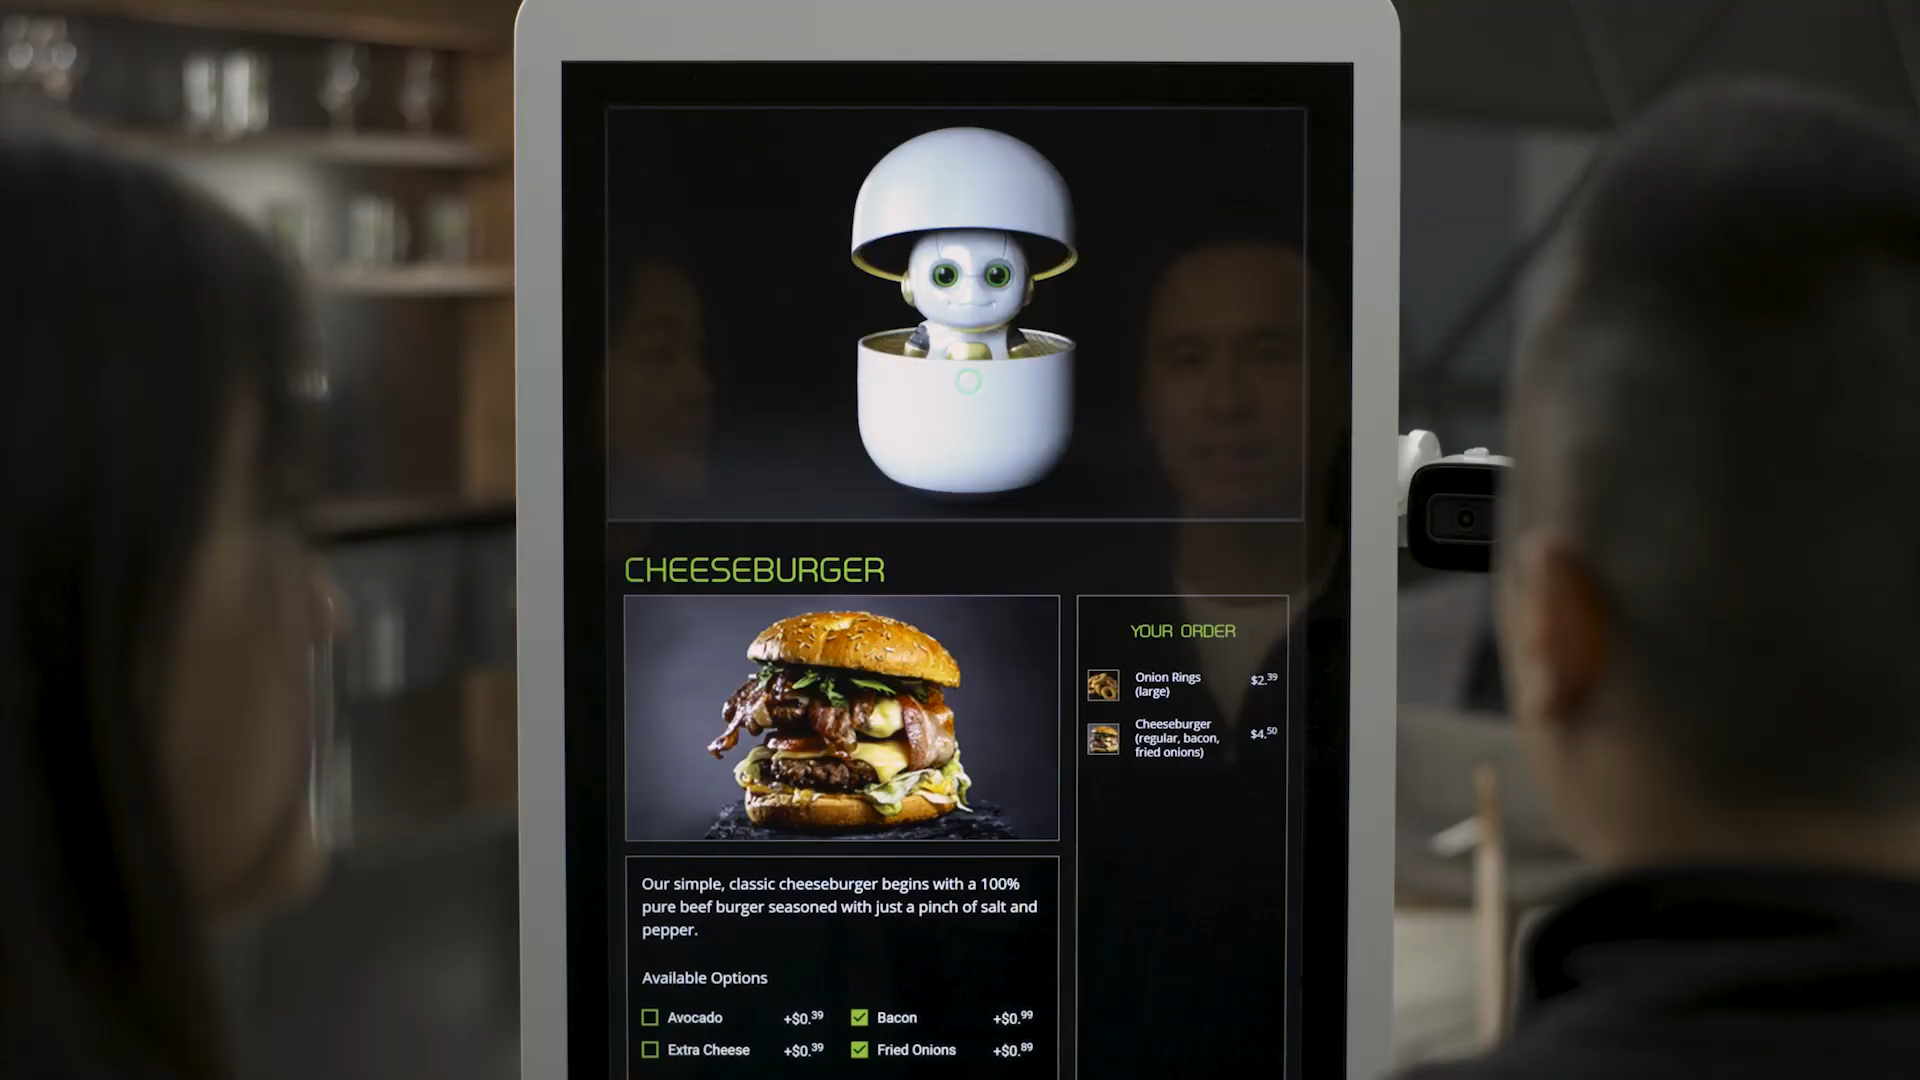 CHEESEBURGER
YOUR ORDER
Onion Rings
(large)
$2.39
Cheeseburger
(regular, bacon,
fried onions)
$4.50
Our simple, classic cheeseburger begins with a 100%
pure beef burger seasoned with just a pinch of salt and
pepper.
Available Options
Avocado +$0.39 Bacon +$0.99
Extra Cheese +$0.39 Fried Onions +$0.89